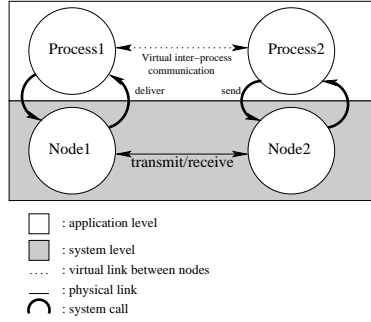 Process1
Process2
Virtual inter-process
communication
deliver
send
Node1
Node2
transmit/receive
: application level
: system level
: virtual link between nodes
: physical link
: system call